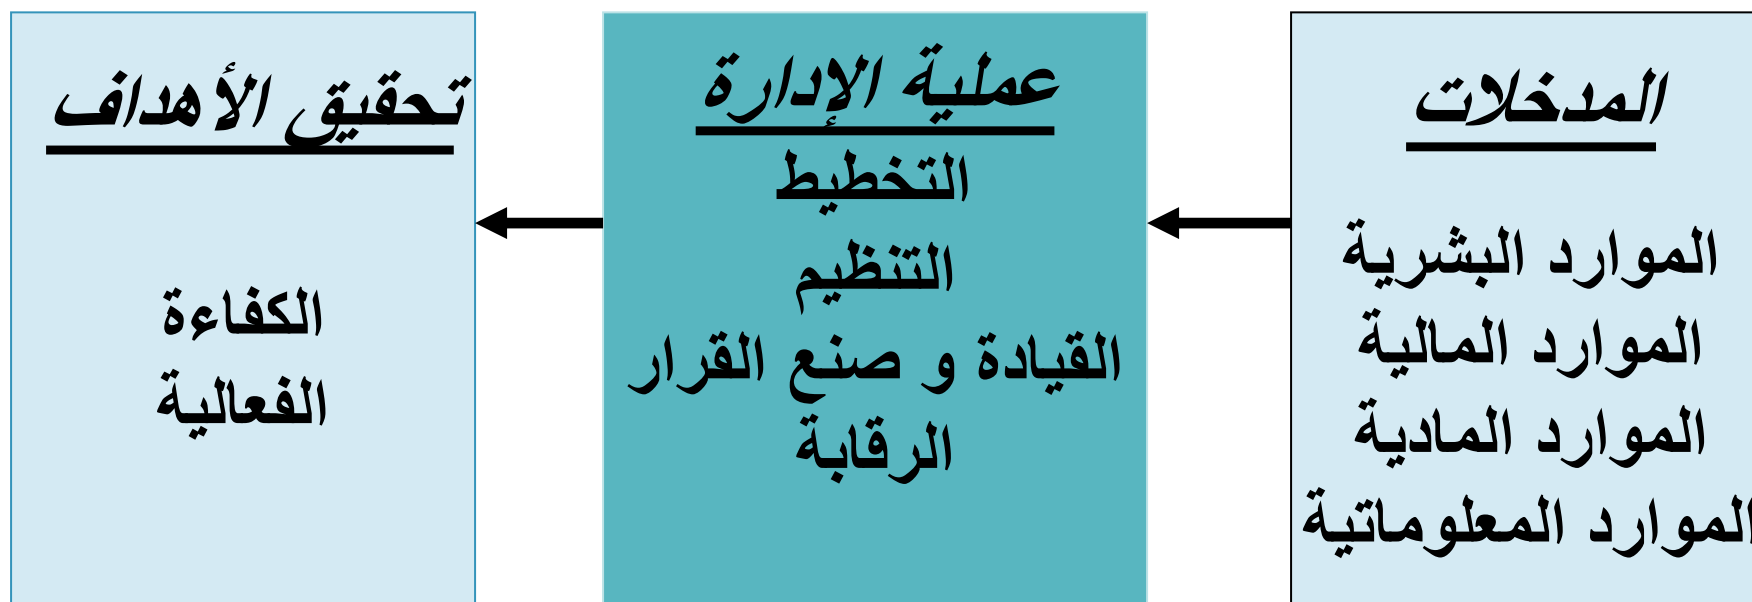 المدخلات
الموارد البشرية
الموارد المالية
الموارد المادية
الموارد المعلوماتية
عملية الإدارة
التخطيط
التنظيم
القيادة و صنع القرار
الرقابة
تحقيق الأهداف
الكفاءة
الفعالية